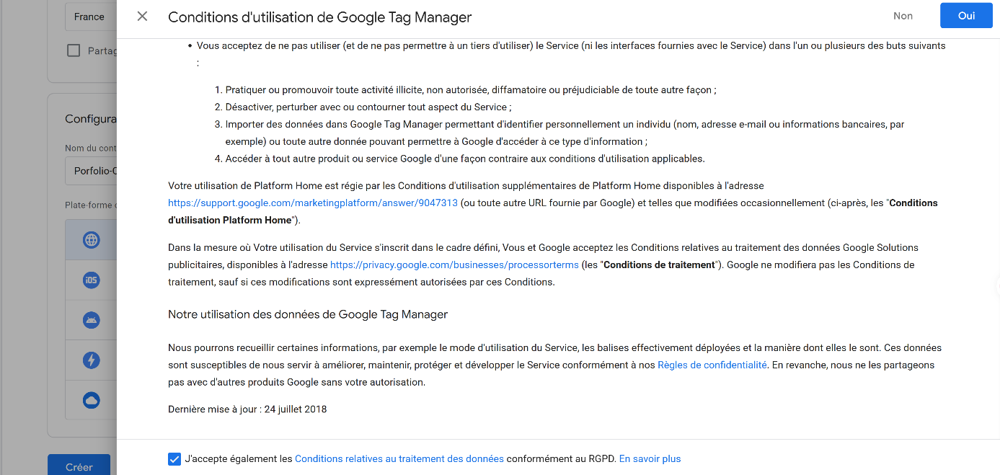 France
Conditions d'utilisation de Google Tag Manager
Non
Oui
Partag
• Vous acceptez de ne pas utiliser (et de ne pas permettre à un tiers d'utiliser) le Service (ni les interfaces fournies avec le Service) dans l'un ou plusieurs des buts suivants
:
1. Pratiquer ou promouvoir toute activité illicite, non autorisée, diffamatoire ou préjudiciable de toute autre façon ;
2. Désactiver, perturber avec ou contourner tout aspect du Service ;
3. Importer des données dans Google Tag Manager permettant d'identifier personnellement un individu (nom, adresse e-mail ou informations bancaires, par
exemple) ou toute autre donnée pouvant permettre à Google d'accéder à ce type d'information ;
4. Accéder à tout autre produit ou service Google d'une façon contraire aux conditions d'utilisation applicables.
Configura
Nom du cont
Porfolio-C
Plate-forme
iOS
Votre utilisation de Platform Home est régie par les Conditions d'utilisation supplémentaires de Platform Home disponibles à l'adresse
https://support.google.com/marketingplatform/answer/9047313 (ou toute autre URL fournie par Google) et telles que modifiées occasionnellement (ci-après, les "Conditions
d'utilisation Platform Home").
Dans la mesure où Votre utilisation du Service s'inscrit dans le cadre défini, Vous et Google acceptez les Conditions relatives au traitement des données Google Solutions
publicitaires, disponibles à l'adresse https://privacy.google.com/businesses/processorterms (les "Conditions de traitement"). Google ne modifiera pas les Conditions de
traitement, sauf si ces modifications sont expressément autorisées par ces Conditions.
Notre utilisation des données de Google Tag Manager
Nous pourrons recueillir certaines informations, par exemple le mode d'utilisation du Service, les balises effectivement déployées et la manière dont elles le sont. Ces données
sont susceptibles de nous servir à améliorer, maintenir, protéger et développer le Service conformément à nos Règles de confidentialité. En revanche, nous ne les partageons
pas avec d'autres produits Google sans votre autorisation.
Dernière mise à jour : 24 juillet 2018
J'accepte également les Conditions relatives au traitement des données conformément au RGPD. En savoir plus
Créer